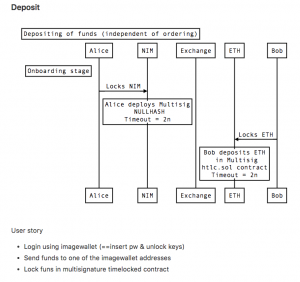 Deposit
Depositing of funds (independent of ordering)
Alice NIM Exchange ETH Bob
Onboarding stage
Locks NIM
Alice deploys Multisig
NULLHASH
Timeout = 2n
Locks ETH
Bob deposits ETH
in Multisig
htlc.sol contract
Timeout = 2n
Alice NIM Exchange ETH Bob
User story
Login using imagewallet (==insert pw & unlock keys)
Send funds to one of the imagewallet addresses
Lock funs in multisignature timelocked contract